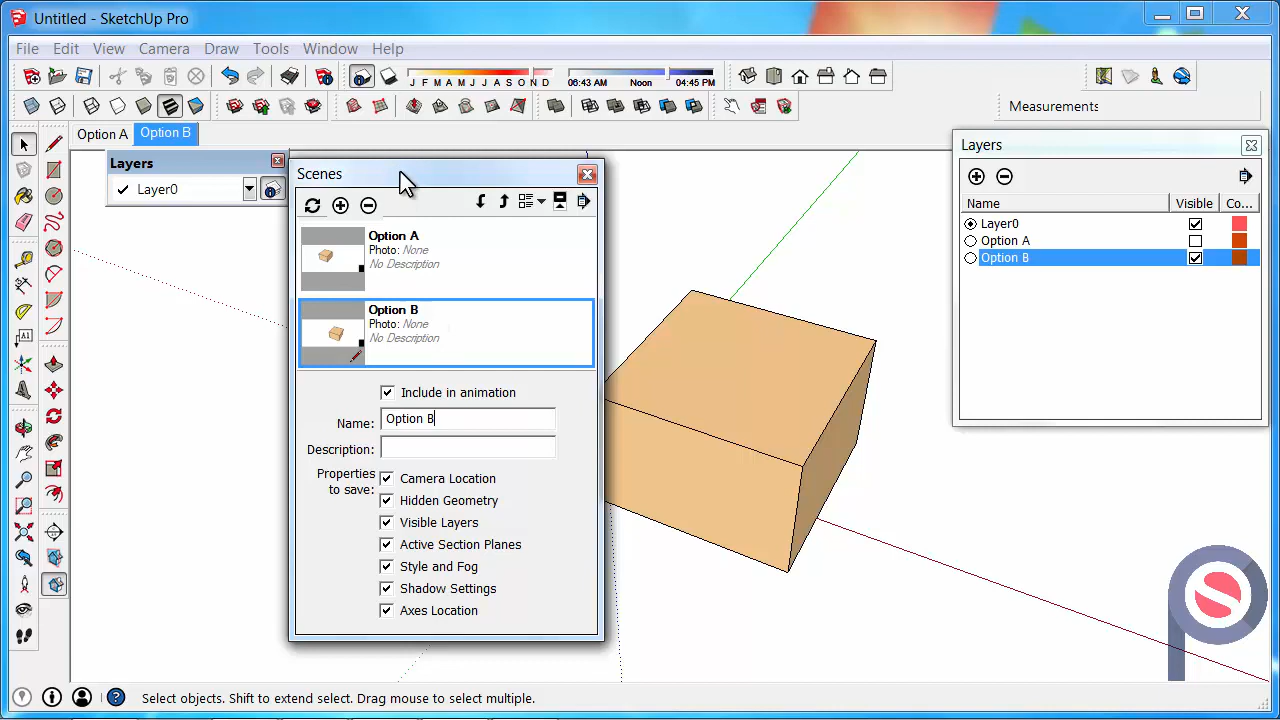 Untitled - SketchUp Pro
File Edit View Camera Draw Tools Window Help
J F M A M J J A S O N D
06:43 AM Noon 04:45 PM
Measurements
Option A Option B
Layers
Layer0
Scenes
Option A
Photo: None
No Description
Option B
Photo: None
No Description
Include in animation
Name: Option B
Description:
Properties
to save:
Camera Location
Hidden Geometry
Visible Layers
Active Section Planes
Style and Fog
Shadow Settings
Axes Location
Layers
Name Visible Co...
Layer0
Option A
Option B
A1
Select objects. Shift to extend select. Drag mouse to select multiple.